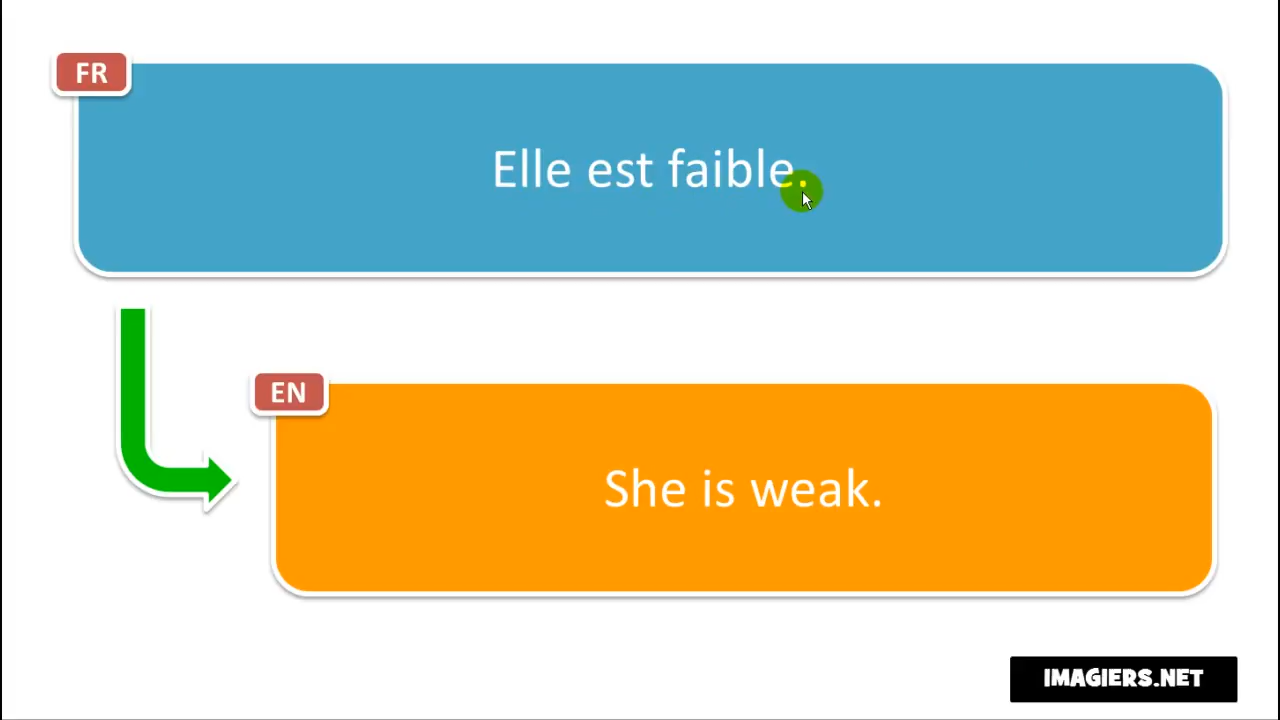 FR
Elle est faible.
EN
She is weak.
IMAGIERS.NET